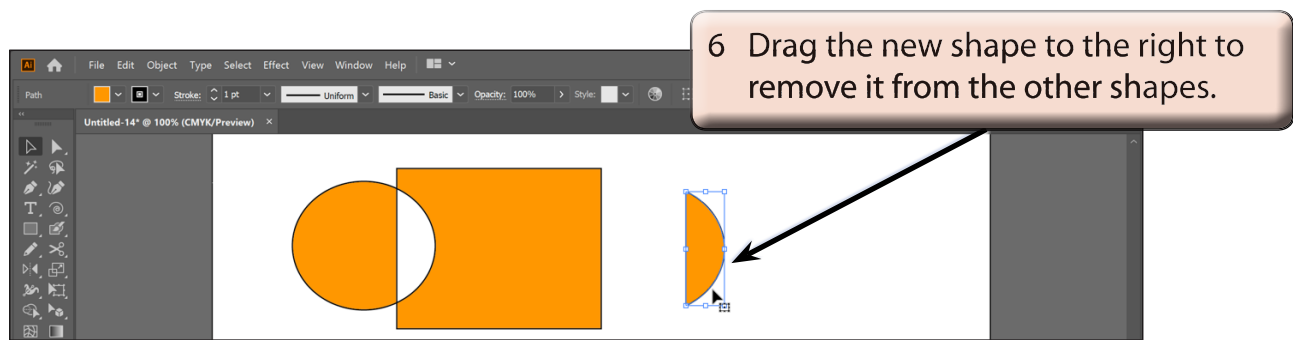 6 Drag the new shape to the right to
remove it from the other shapes.
Ai File Edit Object Type Select Effect View Window Help
Path Stroke: 1 pt Uniform Basic Opacity: 100% Style:
Untitled-14* @ 100% (CMYK/Preview) ×